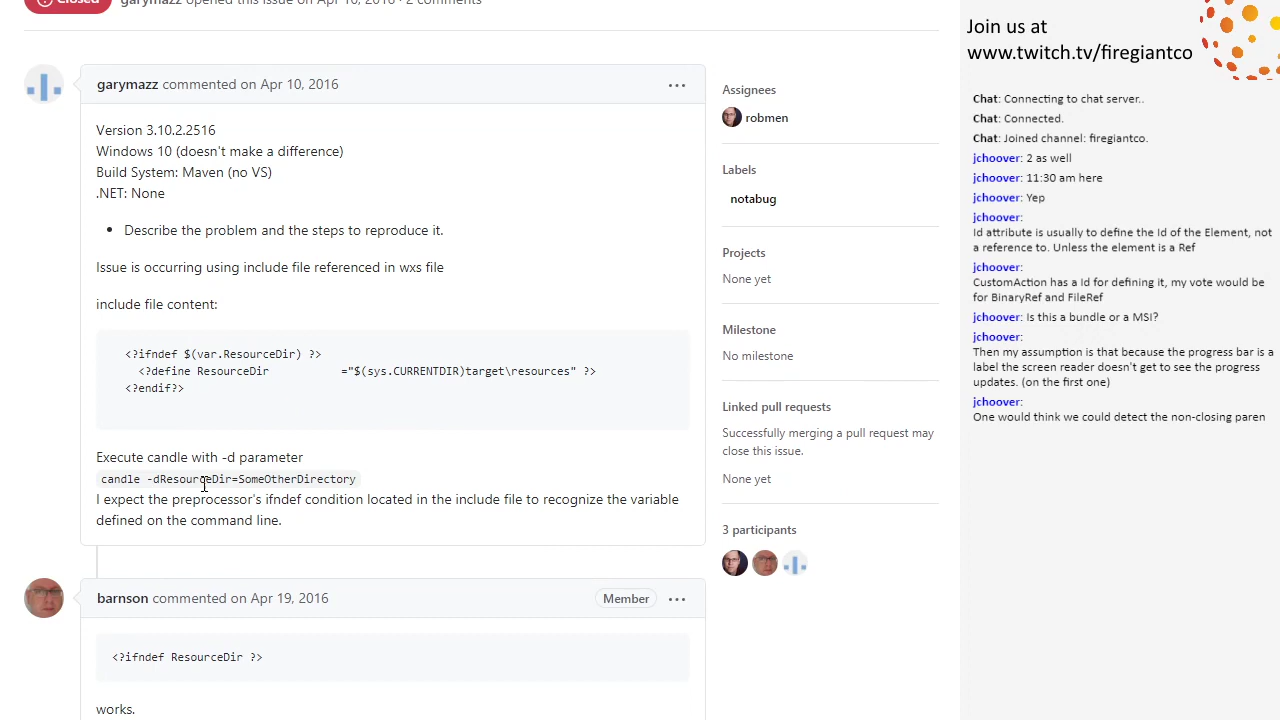 Closed garymazz opened this issue on Apr 10, 2016 · 2 comments
garymazz commented on Apr 10, 2016
Version 3.10.2.2516
Windows 10 (doesn't make a difference)
Build System: Maven (no VS)
.NET: None
• Describe the problem and the steps to reproduce it.
Issue is occurring using include file referenced in wxs file
include file content:
<?ifndef $(var.ResourceDir) ?>
<?define ResourceDir ="$(sys.CURRENTDIR)target\resources" ?>
<?endif?>
Execute candle with -d parameter
candle -dResourceDir=SomeOtherDirectory
I expect the preprocessor's ifndef condition located in the include file to recognize the variable
defined on the command line.
barnson commented on Apr 19, 2016
Member
<?ifndef ResourceDir ?>
works.
Assignees
robmen
Labels
notabug
Projects
None yet
Milestone
No milestone
Linked pull requests
Successfully merging a pull request may
close this issue.
None yet
3 participants
Join us at
www.twitch.tv/firegiantco
Chat: Connecting to chat server..
Chat: Connected.
Chat: Joined channel: firegiantco.
jchoover: 2 as well
jchoover: 11:30 am here
jchoover: Yep
jchoover:
Id attribute is usually to define the Id of the Element, not
a reference to. Unless the element is a Ref
jchoover:
CustomAction has a Id for defining it, my vote would be
for BinaryRef and FileRef
jchoover: Is this a bundle or a MSI?
jchoover:
Then my assumption is that because the progress bar is a
label the screen reader doesn't get to see the progress
updates. (on the first one)
jchoover:
One would think we could detect the non-closing paren